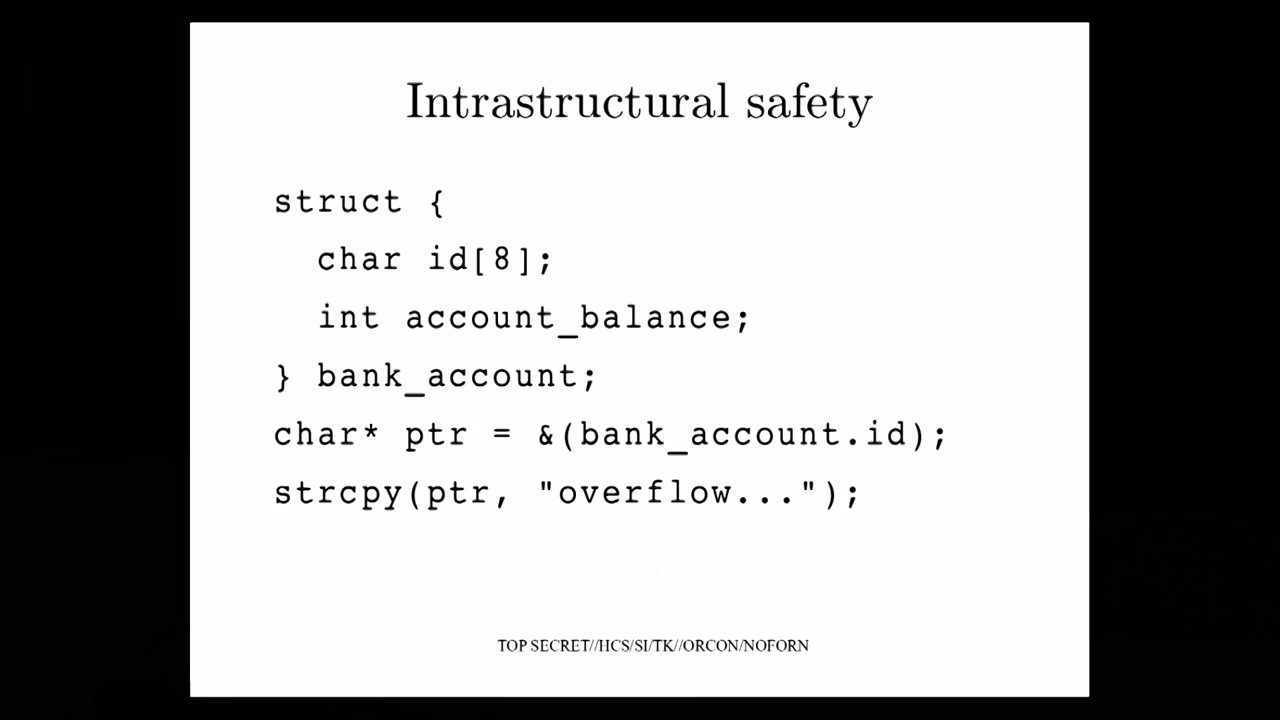 Intrastructural safety
struct {
char id[8];
int account_balance;
} bank_account;
char* ptr = &(bank_account.id);
strcpy(ptr, "overflow...");
TOP SECRET//HCS/SI/TK//ORCON/NOFORN